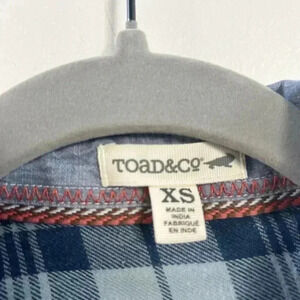 TOAD&CO
XS
MADE IN
INDIA
FABRIQUÉ
EN INDE